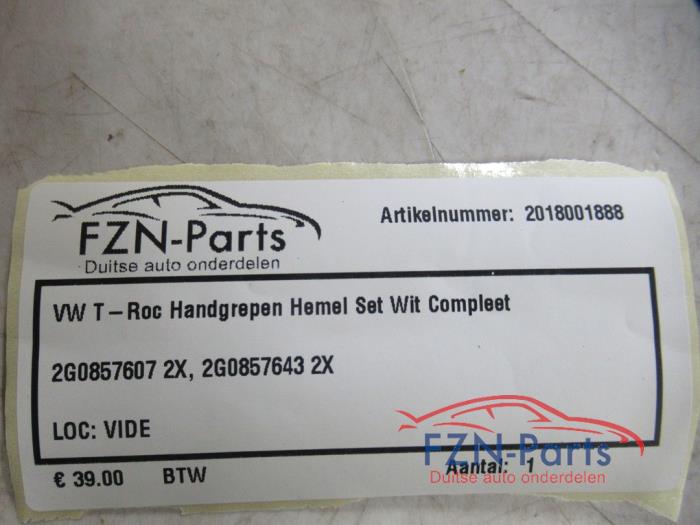 FZN-Parts
Duitse auto onderdelen
Artikelnummer: 2018001888
VW T-Roc Handgrepen Hemel Set Wit Compleet
2G0857607 2X, 2G0857643 2X
LOC: VIDE
€ 39.00 BTW Aantal: 1
FZN-Parts
Duitse auto onderdelen